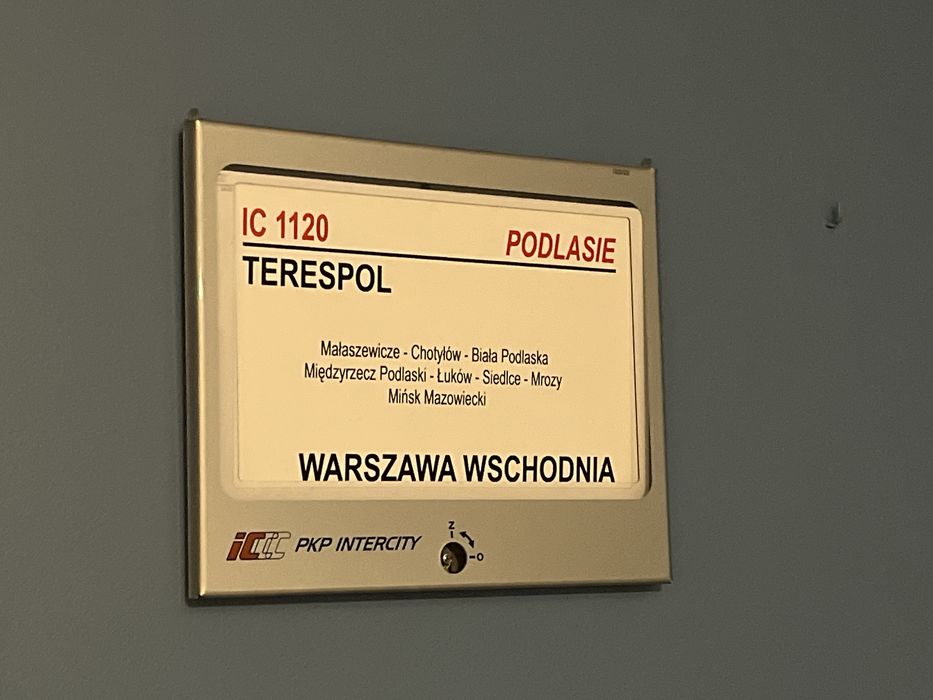 IC 1120 PODLASIE
TERESPOL
Małaszewicze - Chotyłów - Biała Podlaska
Międzyrzecz Podlaski - Łuków - Siedlce - Mrozy
Mińsk Mazowiecki
WARSZAWA WSCHODNIA
IC PKP INTERCITY
Z
O